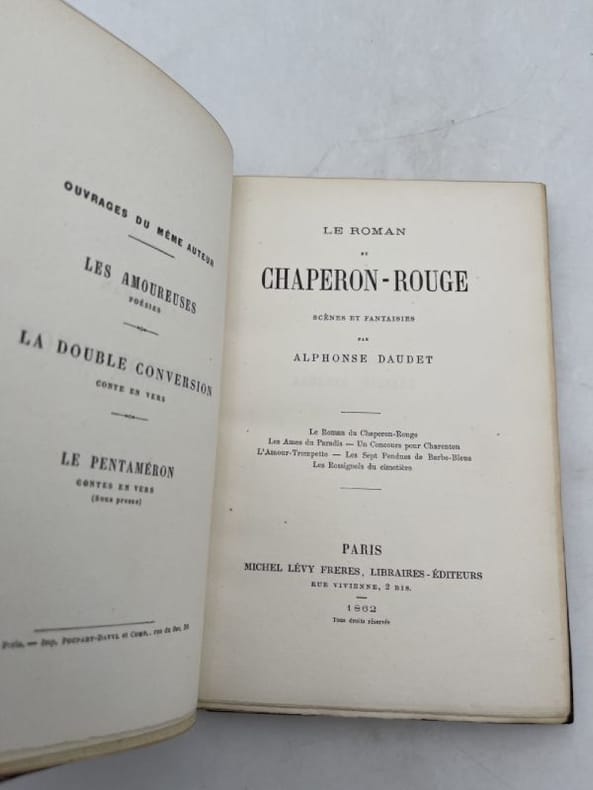 OUVRAGES DU MÊME AUTEUR
LES AMOUREUSES
POÉSIES
LA DOUBLE CONVERSION
CONTE EN VERS
LE PENTAMÉRON
CONTES EN VERS
(Sous presse)
Paris. — Imp. POUPART-DAVYL et COMP., rue du Bac, 30
LE ROMAN
DU
CHAPERON-ROUGE
SCÈNES ET FANTAISIES
PAR
ALPHONSE DAUDET
Le Roman du Chaperon-Rouge
Les Ames du Paradis — Un Concours pour Charenton
L'Amour-Trompette — Les Sept Pendues de Barbe-Bleue
Les Rossignols du cimetière
PARIS
MICHEL LÉVY FRERES, LIBRAIRES-ÉDITEURS
RUE VIVIENNE, 2 BIS.
1862
Tous droits réservés